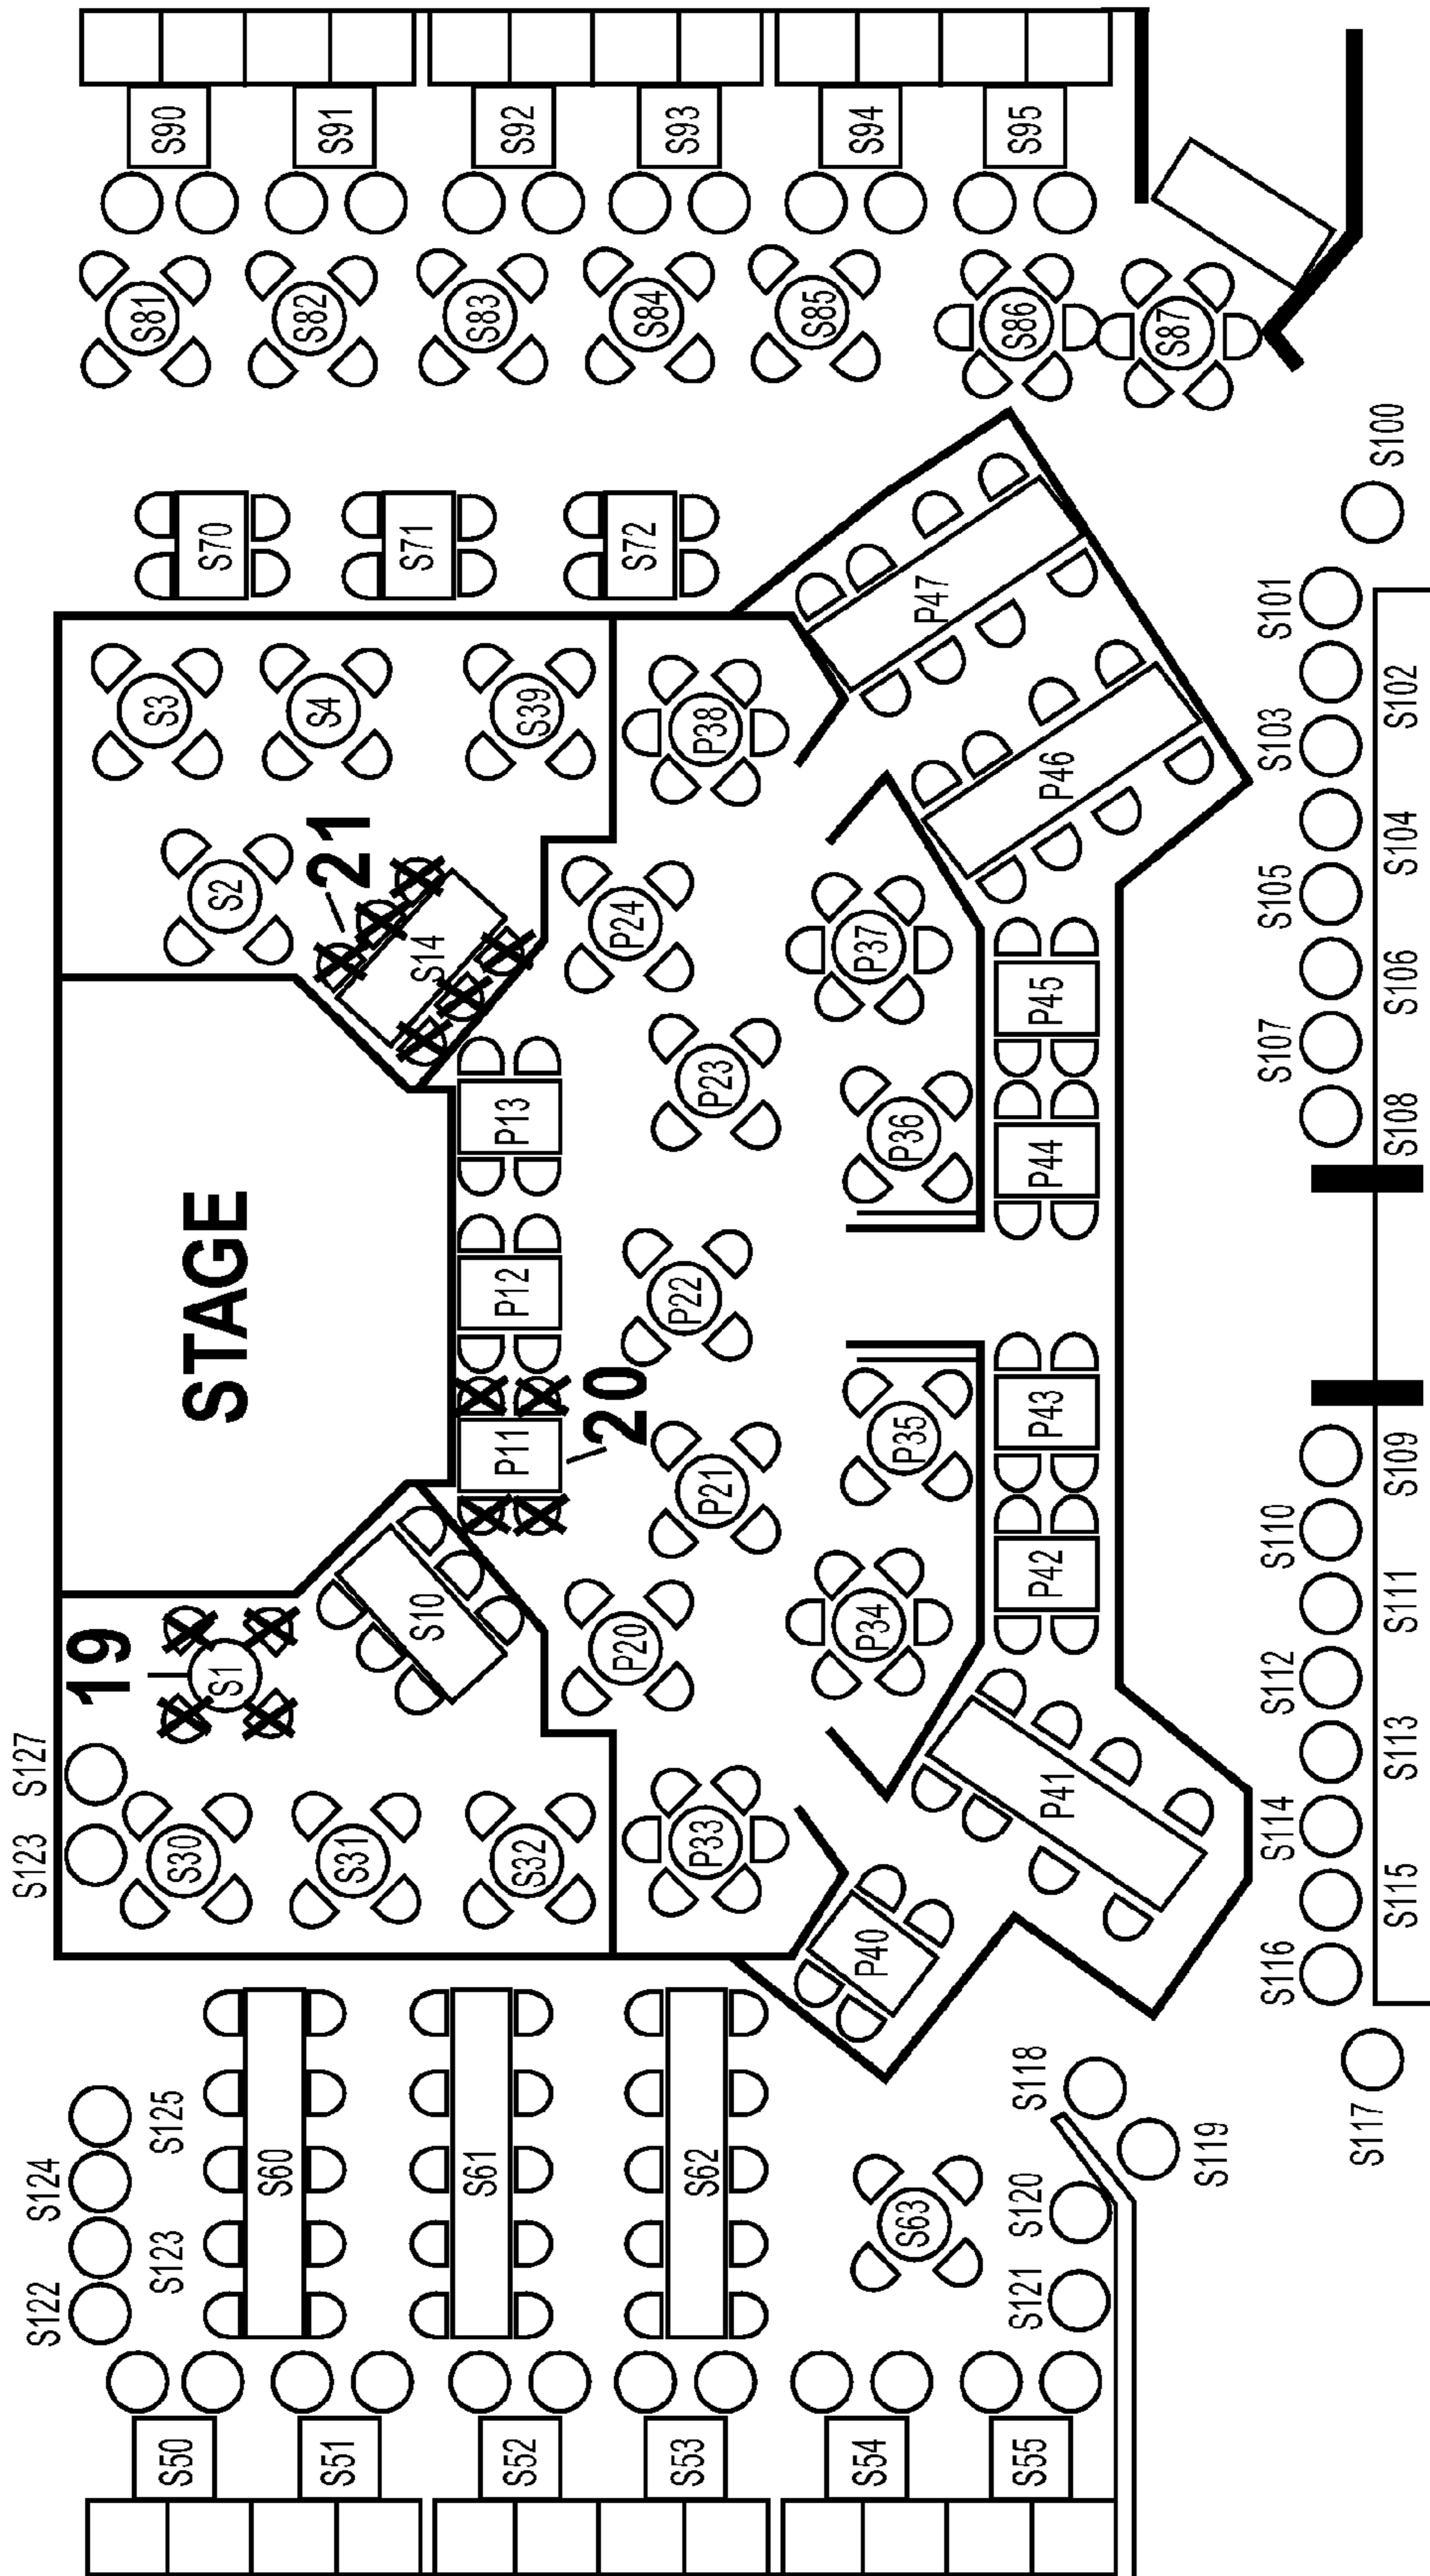 STAGE
19
20
21
S127
S123
S1
S30
S31
S32
S10
S2
S3
S4
S39
S14
P11
P12
P13
P20
P21
P22
P23
P24
P33
P34
P35
P36
P37
P38
P40
P41
P42
P43
P44
P45
P46
P47
S122
S123
S124
S125
S50
S51
S52
S53
S54
S55
S60
S61
S62
S63
S70
S71
S72
S81
S82
S83
S84
S85
S86
S87
S90
S91
S92
S93
S94
S95
S121
S120
S119
S118
S117
S116
S115
S114
S113
S112
S111
S110
S109
S108
S107
S106
S105
S104
S103
S102
S101
S100